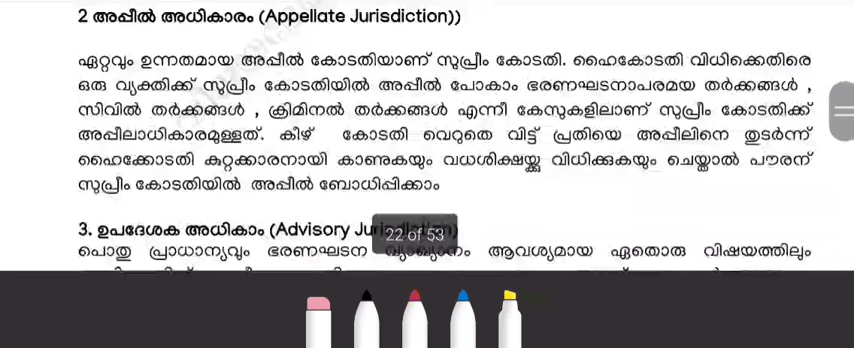 2 അപ്പീൽ അധികാരം (Appellate Jurisdiction))
ഏറ്റവും ഉന്നതമായ അപ്പീൽ കോടതിയാണ് സുപ്രീം കോടതി. ഹൈകോടതി വിധിക്കെതിരെ
ഒരു വ്യക്തിക്ക് സുപ്രീം കോടതിയിൽ അപ്പീൽ പോകാം ഭരണഘടനാപരമയ തർക്കങ്ങൾ ,
സിവിൽ തർക്കങ്ങൾ , ക്രിമിനൽ തർക്കങ്ങൾ എന്നീ കേസുകളിലാണ് സുപ്രീം കോടതിക്ക്
അപ്പീലാധികാരമുള്ളത്. കീഴ് കോടതി വെറുതെ വിട്ട് പ്രതിയെ അപ്പീലിനെ തുടർന്ന്
ഹൈക്കോടതി കുറ്റക്കാരനായി കാണുകയും വധശിക്ഷയ്ക്കു വിധിക്കുകയും ചെയ്താൽ പൗരന്
സുപ്രീം കോടതിയിൽ അപ്പീൽ ബോധിപ്പിക്കാം
3. ഉപദേശക അധികാം (Advisory Jurisdiction)
22 of 53
പൊതു പ്രാധാന്യവും ഭരണഘടന വ്യാഖ്യാനം ആവശ്യമായ ഏതൊരു വിഷയത്തിലും